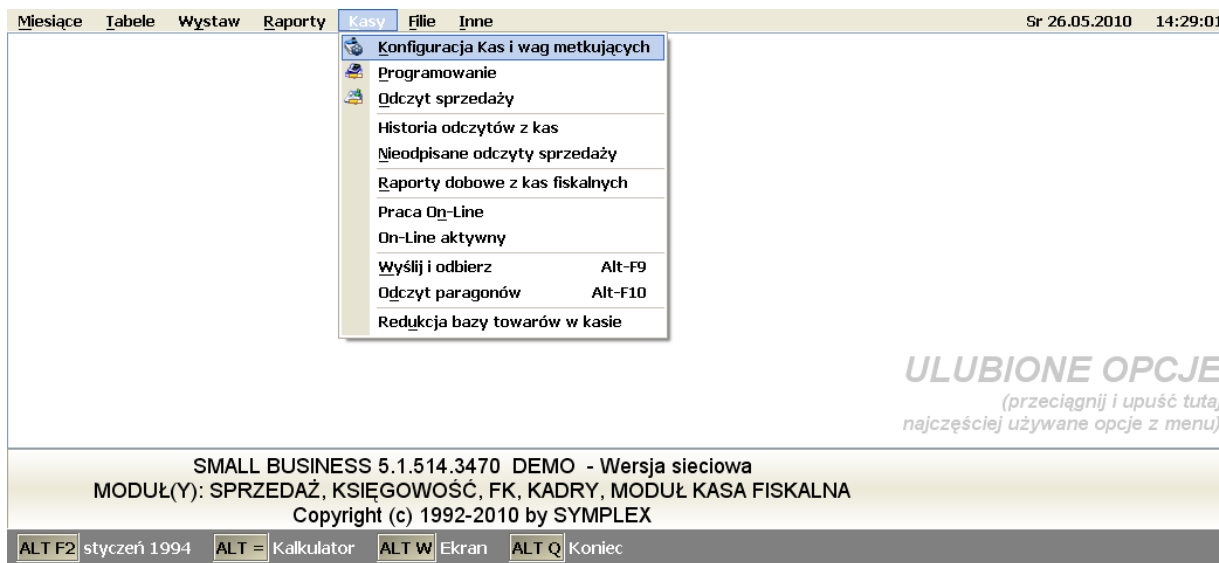 Miesiące Tabele Wystaw Raporty Kasy Filie Inne Sr 26.05.2010 14:29:01
Konfiguracja Kas i wag metkujących
Programowanie
Odczyt sprzedaży
Historia odczytów z kas
Nieodpisane odczyty sprzedaży
Raporty dobowe z kas fiskalnych
Praca On-Line
On-Line aktywny
Wyślij i odbierz Alt-F9
Odczyt paragonów Alt-F10
Redukcja bazy towarów w kasie
ULUBIONE OPCJE
(przeciągnij i upuść tutaj
najczęściej używane opcje z menu)
SMALL BUSINESS 5.1.514.3470 DEMO - Wersja sieciowa
MODUŁ(Y): SPRZEDAŻ, KSIĘGOWOŚĆ, FK, KADRY, MODUŁ KASA FISKALNA
Copyright (c) 1992-2010 by SYMPLEX
ALT F2 styczeń 1994 ALT = Kalkulator ALT W Ekran ALT Q Koniec